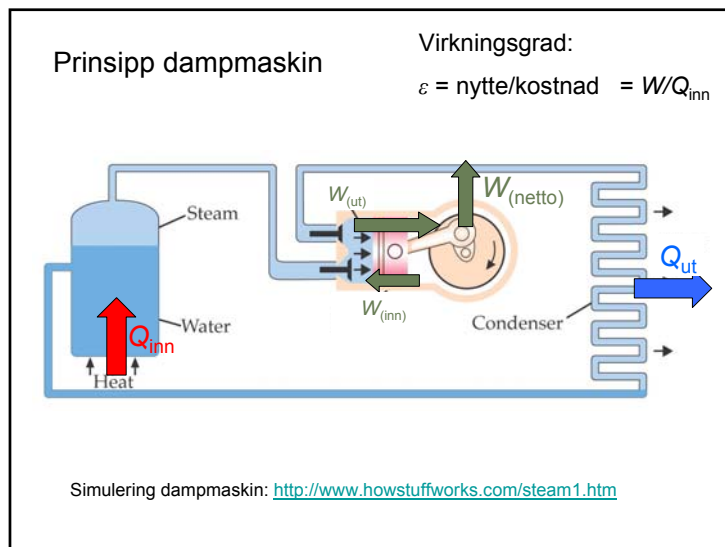 Prinsipp dampmaskin
Virkningsgrad:
ε = nytte/kostnad = W/Qinn
W(ut)
W(netto)
Steam
Qut
W(inn)
Condenser
Water
Qinn
Heat
Simulering dampmaskin: http://www.howstuffworks.com/steam1.htm